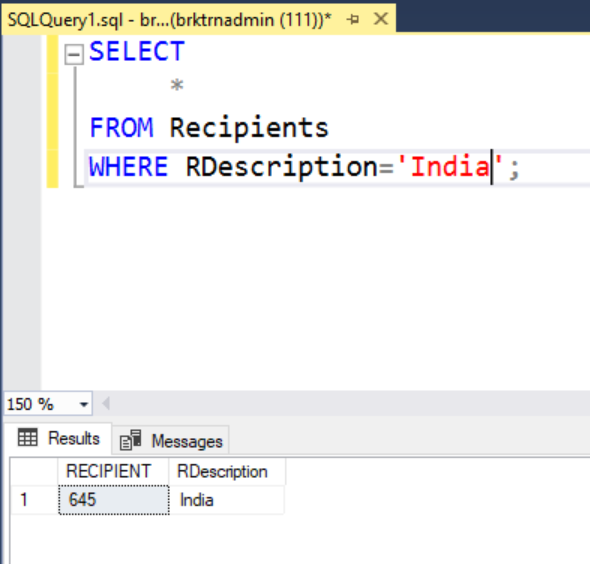 SQLQuery1.sql - br...(brktrnadmin (111))*
SELECT
*
FROM Recipients
WHERE RDescription='India';
150 %
Results Messages
RECIPIENT RDescription
1 645 India